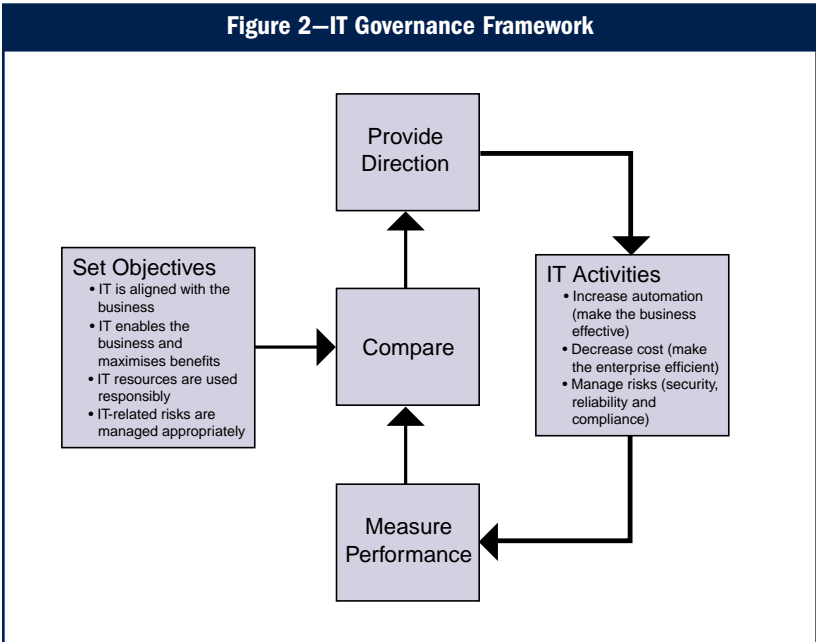 Figure 2—IT Governance Framework
Provide
Direction
Set Objectives
• IT is aligned with the
business
• IT enables the
business and
maximises benefits
• IT resources are used
responsibly
• IT-related risks are
managed appropriately
Compare
IT Activities
• Increase automation
(make the business
effective)
• Decrease cost (make
the enterprise efficient)
• Manage risks (security,
reliability and
compliance)
Measure
Performance